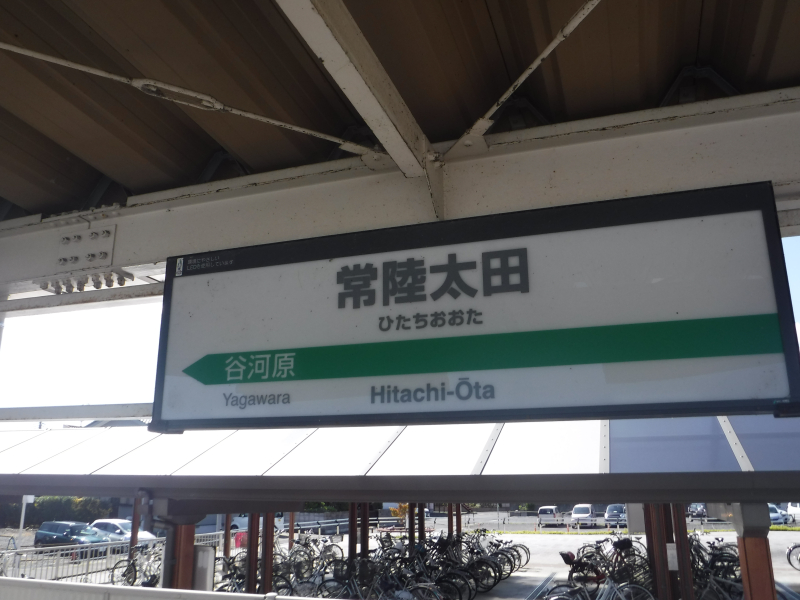 常陸太田
ひたちおおた
谷河原
Yagawara
Hitachi-Ōta